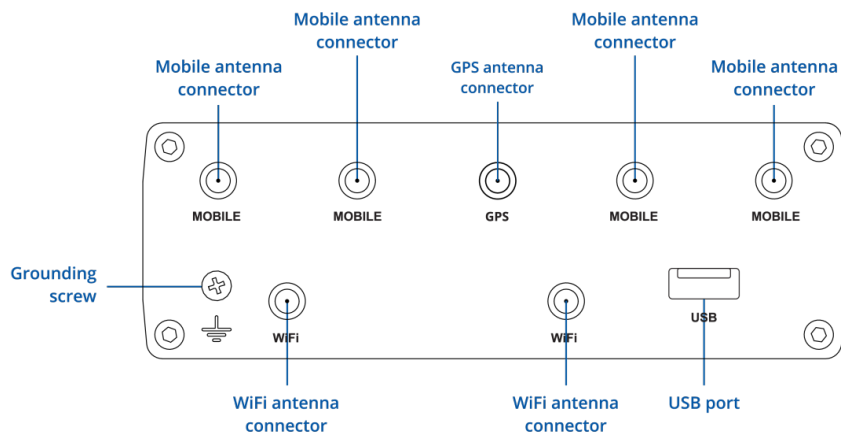 Mobile antenna
connector
Mobile antenna
connector
Mobile antenna
connector
GPS antenna
connector
Mobile antenna
connector
MOBILE
MOBILE
GPS
MOBILE
MOBILE
Grounding
screw
WiFi
WiFi
USB
WiFi antenna
connector
WiFi antenna
connector
USB port